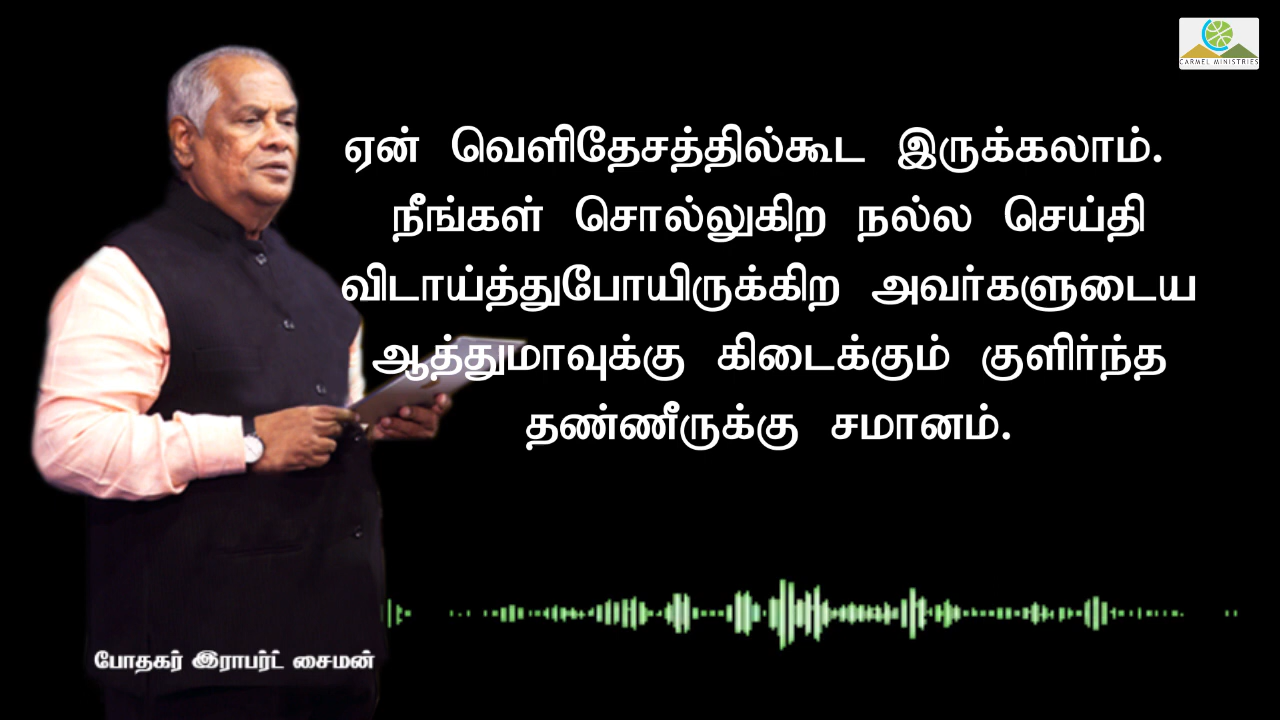 CARMEL MINISTRIES
ஏன் வெளிதேசத்தில்கூட இருக்கலாம்.
நீங்கள் சொல்லுகிற நல்ல செய்தி
விடாய்த்துபோயிருக்கிற அவர்களுடைய
ஆத்துமாவுக்கு கிடைக்கும் குளிர்ந்த
தண்ணீருக்கு சமானம்.
போதகர் இராபர்ட் சைமன்